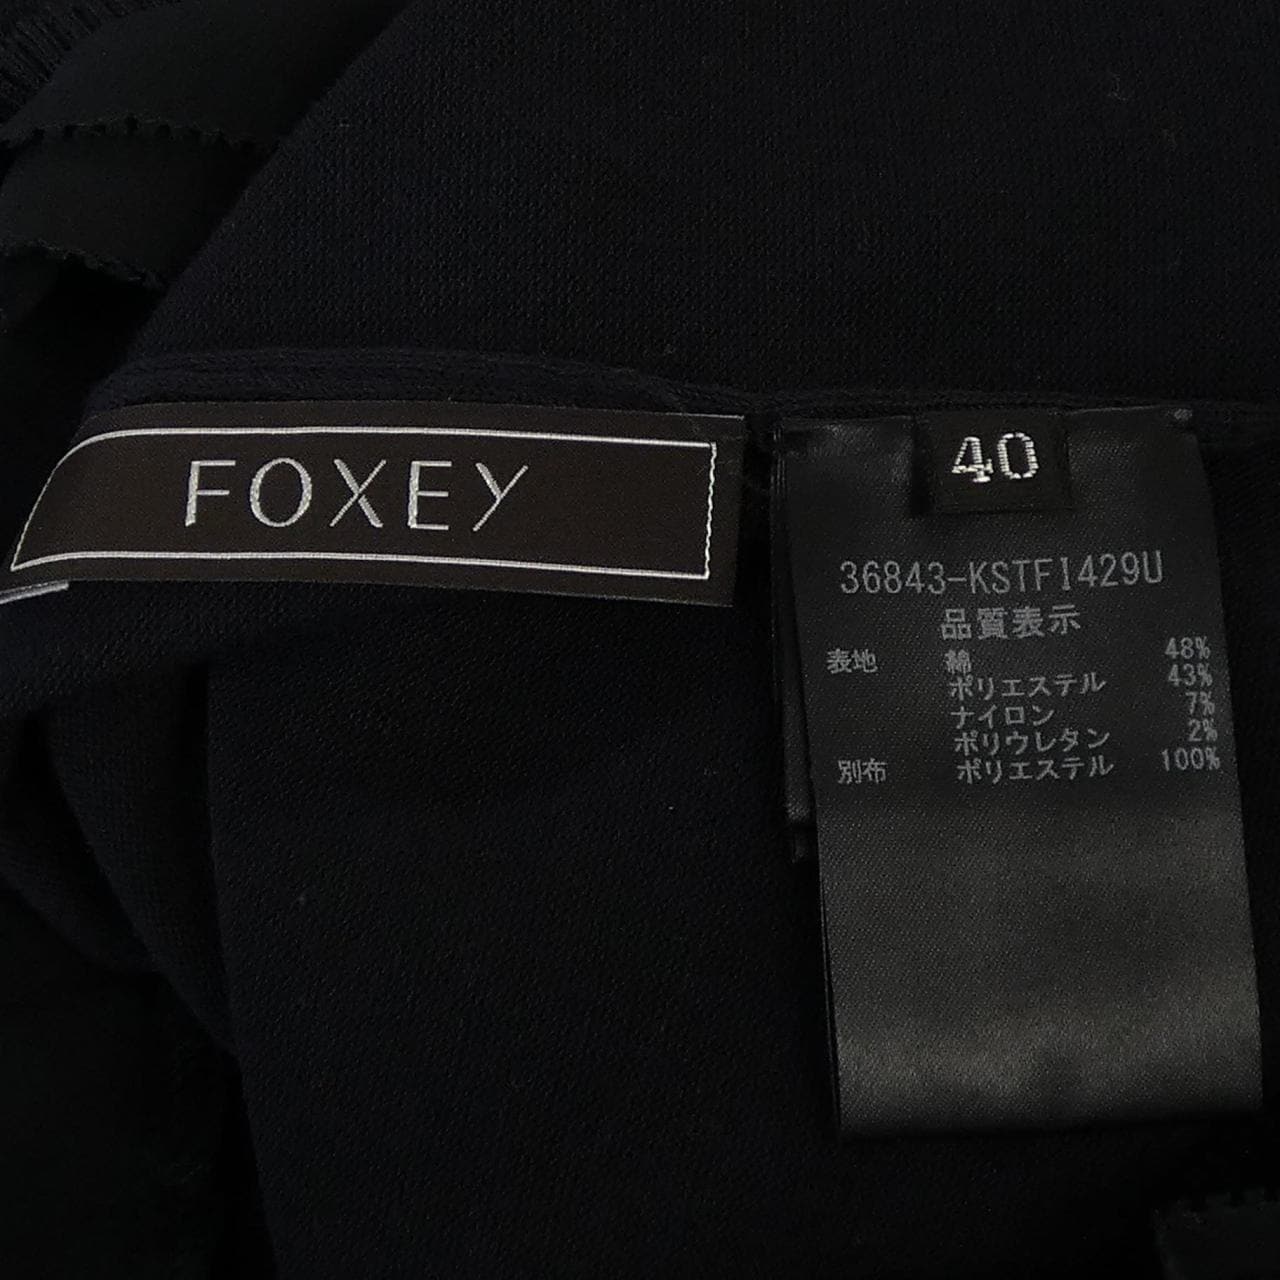 FOXEY
40
36843-KSTFI429U
品質表示
表地 綿 48%
ポリエステル 43%
ナイロン 7%
ポリウレタン 2%
別布 ポリエステル 100%